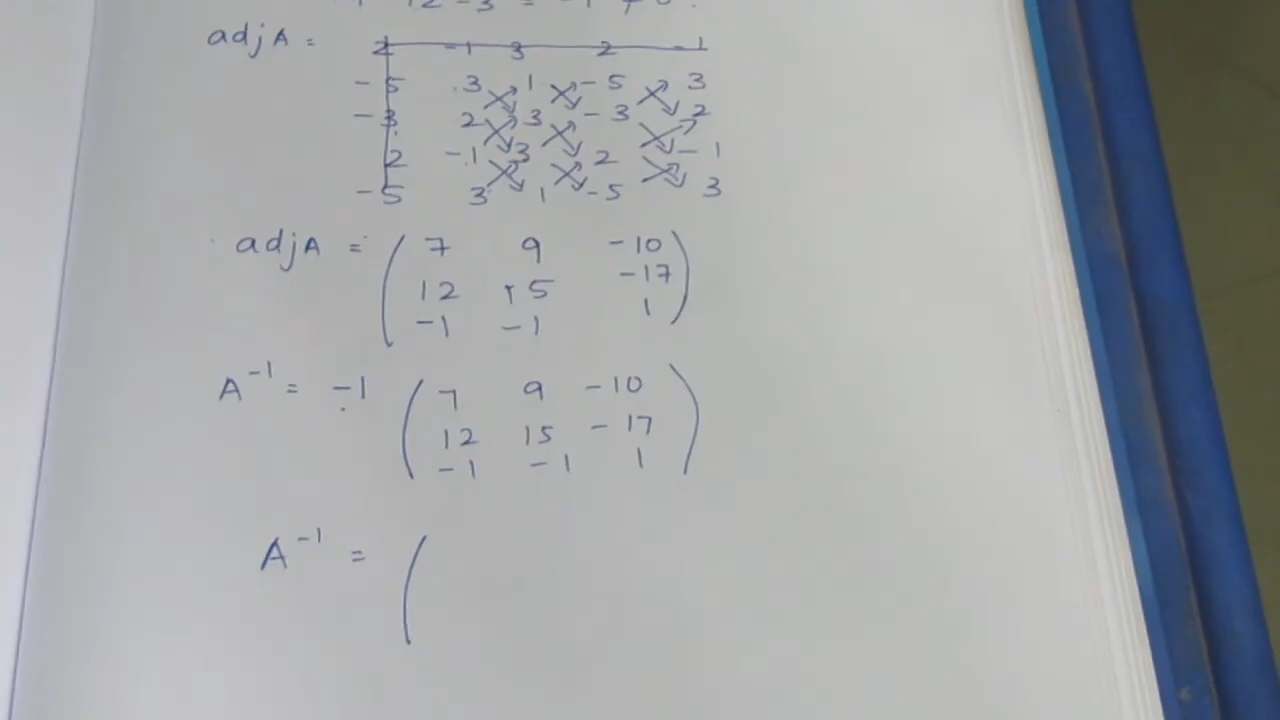 adjA = 2 -1 3 2 -1
-5 3 1 -5 3
-3 2 3 -3 2
2 -1 3 2 -1
-5 3 1 -5 3
adjA = ( 7 9 -10
12 15 -17
-1 -1 1 )
A⁻¹ = -1 ( 7 9 -10
12 15 -17
-1 -1 1 )
A⁻¹ = (